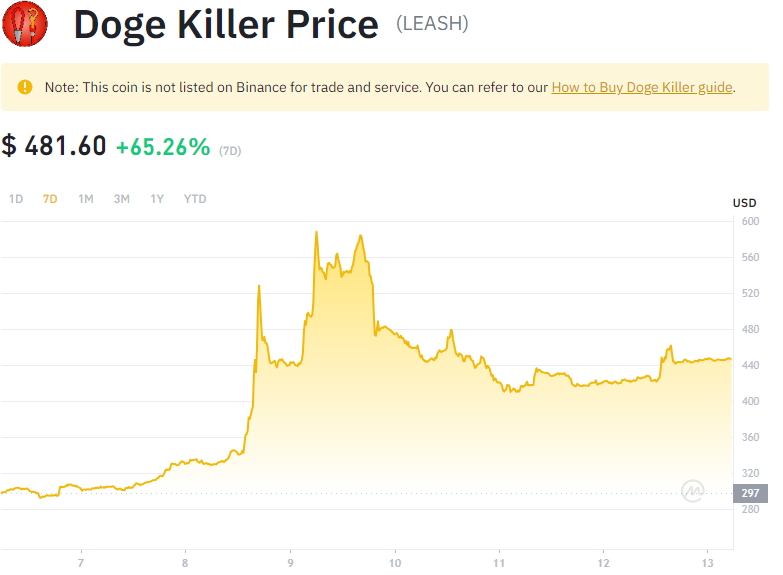 Doge Killer Price (LEASH)
Note: This coin is not listed on Binance for trade and service. You can refer to our How to Buy Doge Killer guide.
$ 481.60 +65.26% (7D)
1D 7D 1M 3M 1Y YTD
USD
600
560
520
480
440
400
360
320
297
280
7 8 9 10 11 12 13